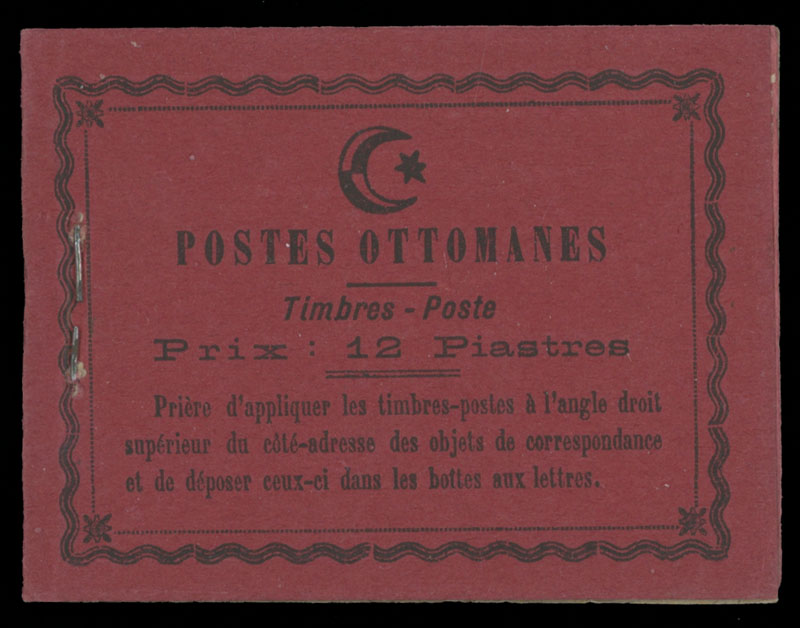 POSTES OTTOMANES
Timbres - Poste
Prix : 12 Piastres
Prière d'appliquer les timbres-postes à l'angle droit
supérieur du côté-adresse des objets de correspondance
et de déposer ceux-ci dans les bottes aux lettres.